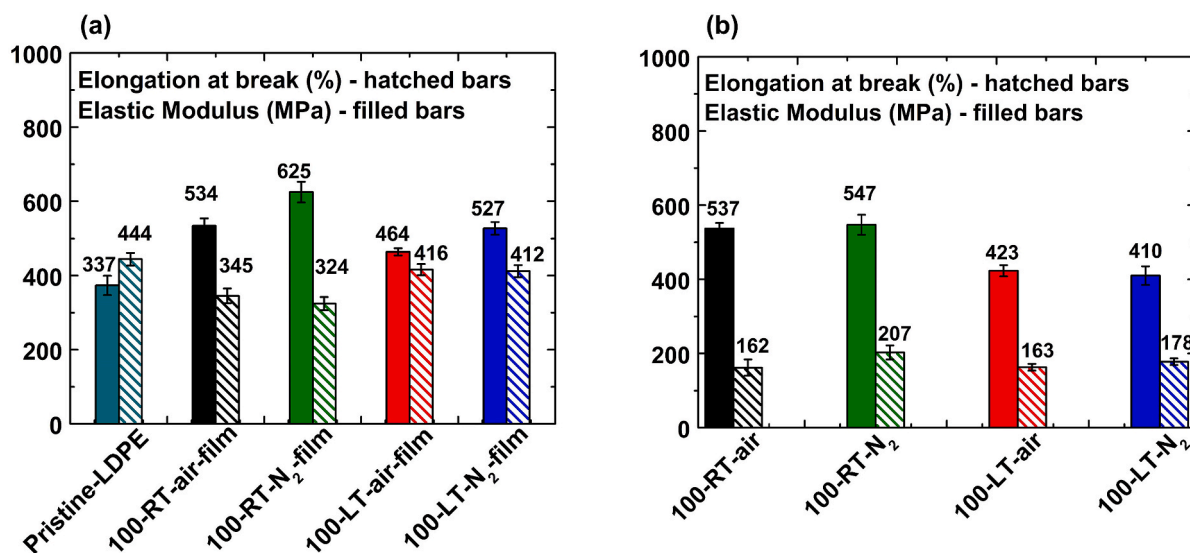 (a)
1000
800
600
400
200
0
Elongation at break (%) - hatched bars
Elastic Modulus (MPa) - filled bars
337
444
534
345
625
324
464
416
527
412
Pristine-LDPE
100-RT-air-film
100-RT-N₂-film
100-LT-air-film
100-LT-N₂-film
(b)
1000
800
600
400
200
0
Elongation at break (%) - hatched bars
Elastic Modulus (MPa) - filled bars
537
162
547
207
423
163
410
178
100-RT-air
100-RT-N₂
100-LT-air
100-LT-N₂